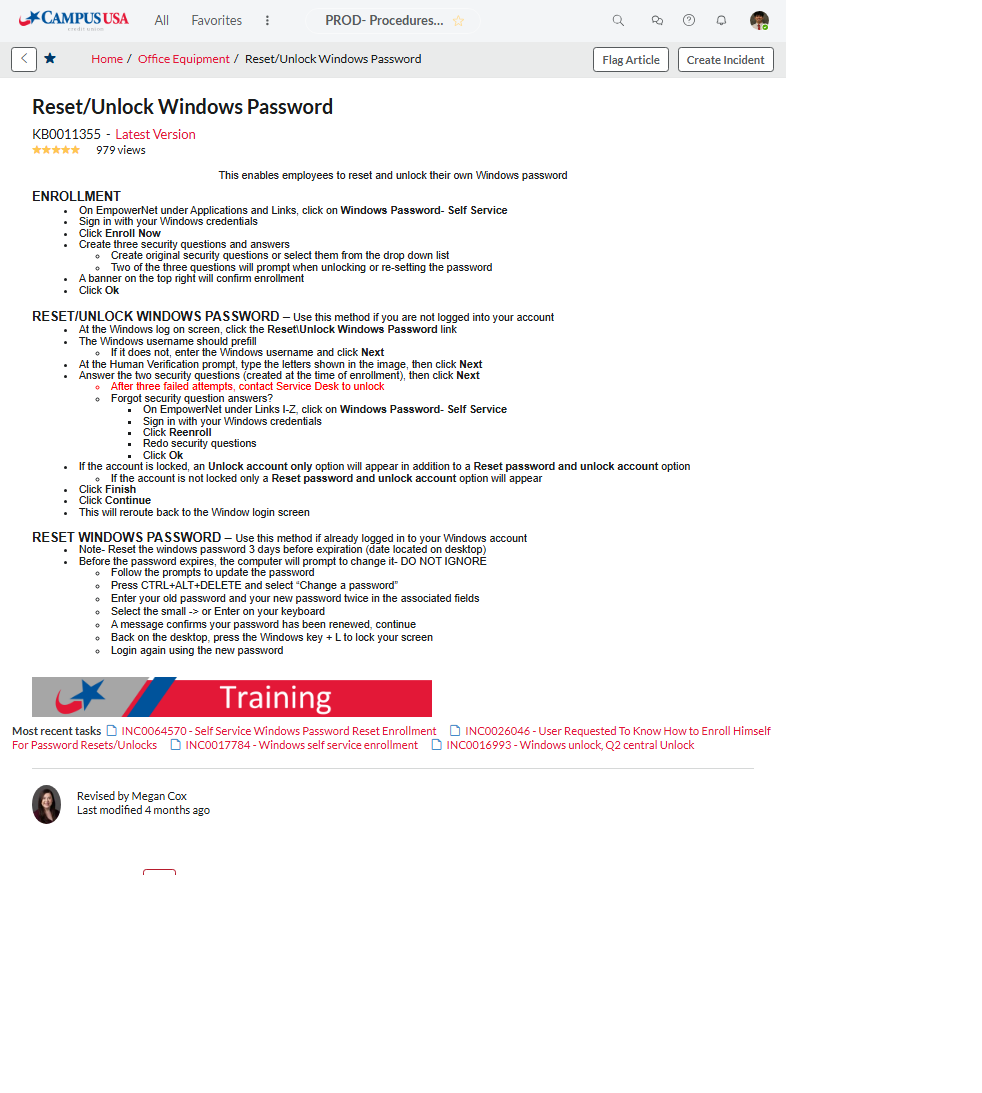 CAMPUS USA
credit union
All Favorites PROD- Procedures...
Home / Office Equipment / Reset/Unlock Windows Password Flag Article Create Incident
Reset/Unlock Windows Password
KB0011355 - Latest Version
979 views
This enables employees to reset and unlock their own Windows password
ENROLLMENT
• On EmpowerNet under Applications and Links, click on Windows Password- Self Service
• Sign in with your Windows credentials
• Click Enroll Now
• Create three security questions and answers
o Create original security questions or select them from the drop down list
o Two of the three questions will prompt when unlocking or re-setting the password
• A banner on the top right will confirm enrollment
• Click Ok
RESET/UNLOCK WINDOWS PASSWORD – Use this method if you are not logged into your account
• At the Windows log on screen, click the Reset\Unlock Windows Password link
• The Windows username should prefill
o If it does not, enter the Windows username and click Next
• At the Human Verification prompt, type the letters shown in the image, then click Next
• Answer the two security questions (created at the time of enrollment), then click Next
o After three failed attempts, contact Service Desk to unlock
o Forgot security question answers?
▪ On EmpowerNet under Links I-Z, click on Windows Password- Self Service
▪ Sign in with your Windows credentials
▪ Click Reenroll
▪ Redo security questions
▪ Click Ok
• If the account is locked, an Unlock account only option will appear in addition to a Reset password and unlock account option
o If the account is not locked only a Reset password and unlock account option will appear
• Click Finish
• Click Continue
• This will reroute back to the Window login screen
RESET WINDOWS PASSWORD – Use this method if already logged in to your Windows account
• Note- Reset the windows password 3 days before expiration (date located on desktop)
• Before the password expires, the computer will prompt to change it- DO NOT IGNORE
o Follow the prompts to update the password
o Press CTRL+ALT+DELETE and select “Change a password”
o Enter your old password and your new password twice in the associated fields
o Select the small -> or Enter on your keyboard
o A message confirms your password has been renewed, continue
o Back on the desktop, press the Windows key + L to lock your screen
o Login again using the new password
Training
Most recent tasks INC0064570 - Self Service Windows Password Reset Enrollment INC0026046 - User Requested To Know How to Enroll Himself
For Password Resets/Unlocks INC0017784 - Windows self service enrollment INC0016993 - Windows unlock, Q2 central Unlock
Revised by Megan Cox
Last modified 4 months ago